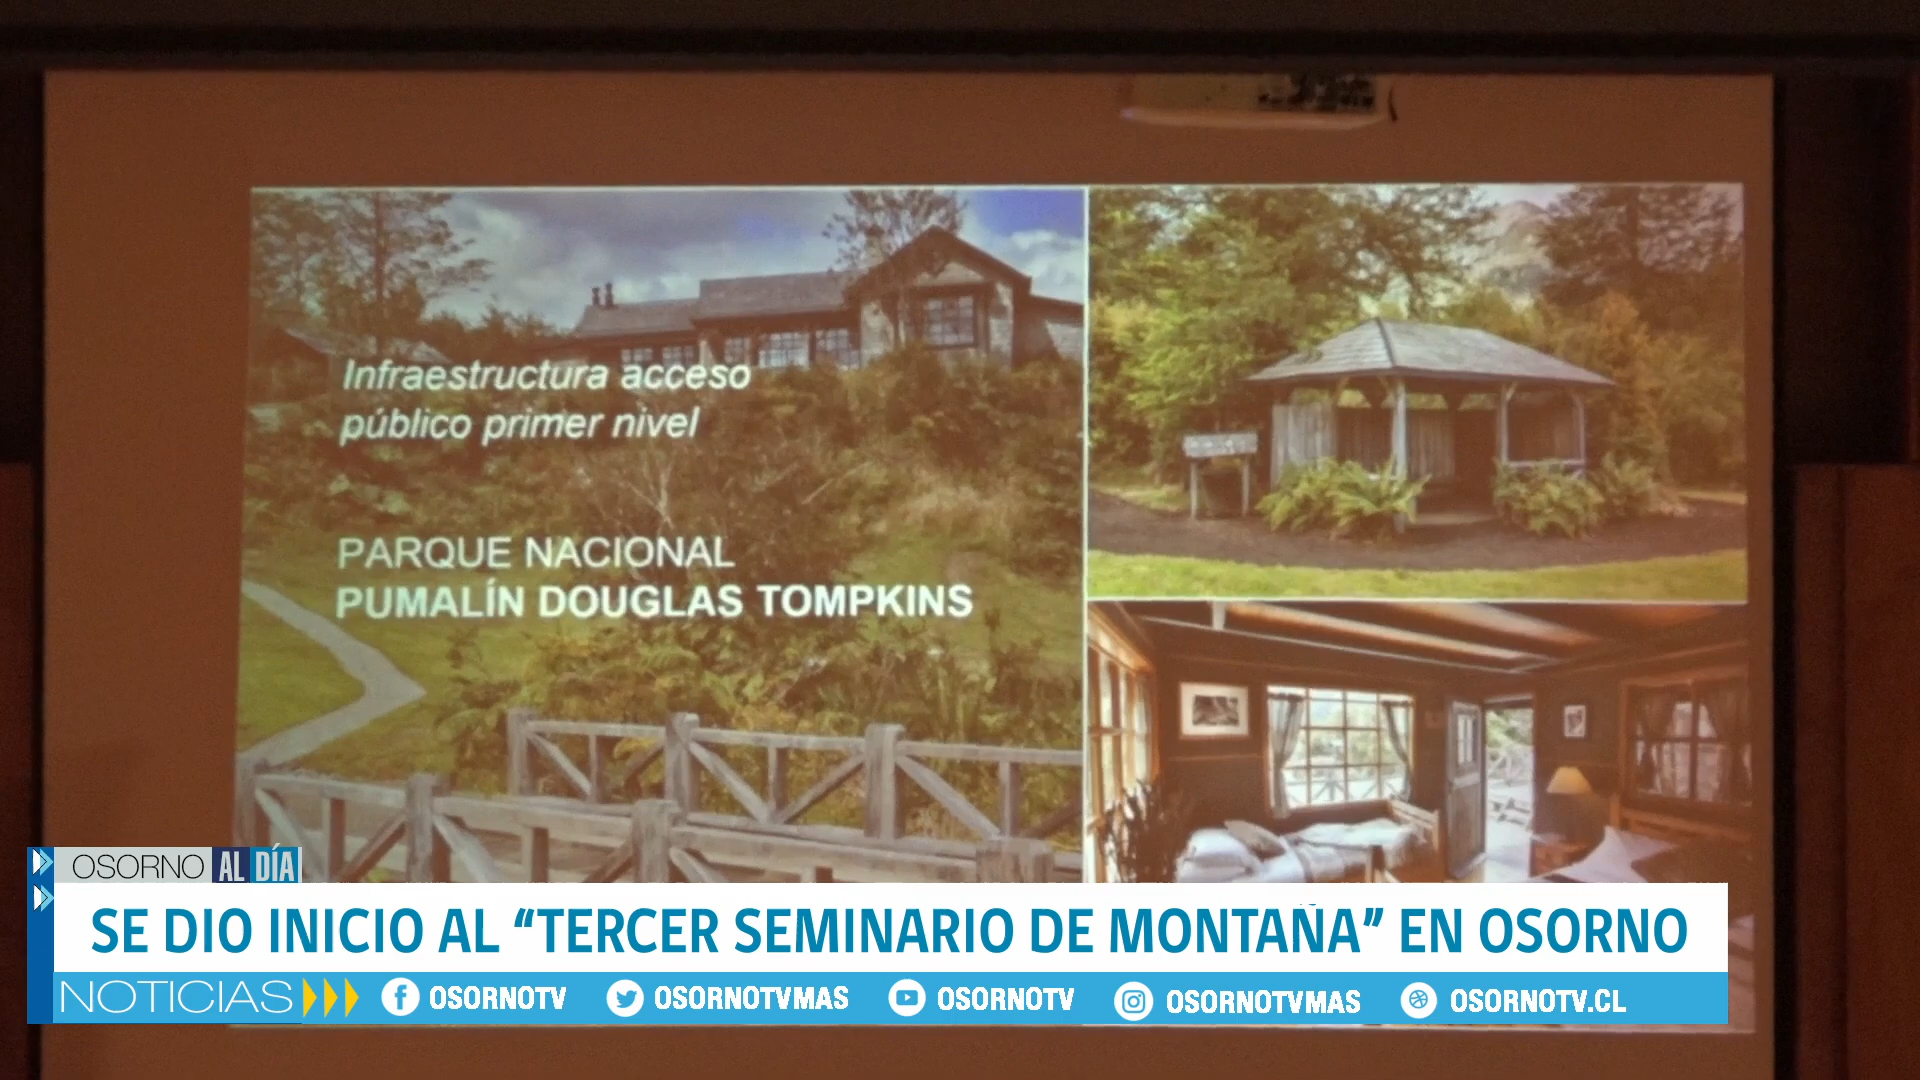 Infraestructura acceso
público primer nivel
PARQUE NACIONAL
PUMALÍN DOUGLAS TOMPKINS
OSORNO AL DÍA
SE DIO INICIO AL “TERCER SEMINARIO DE MONTAÑA” EN OSORNO
NOTICIAS OSORNOTV OSORNOTVMAS OSORNOTV OSORNOTVMAS OSORNOTV.CL